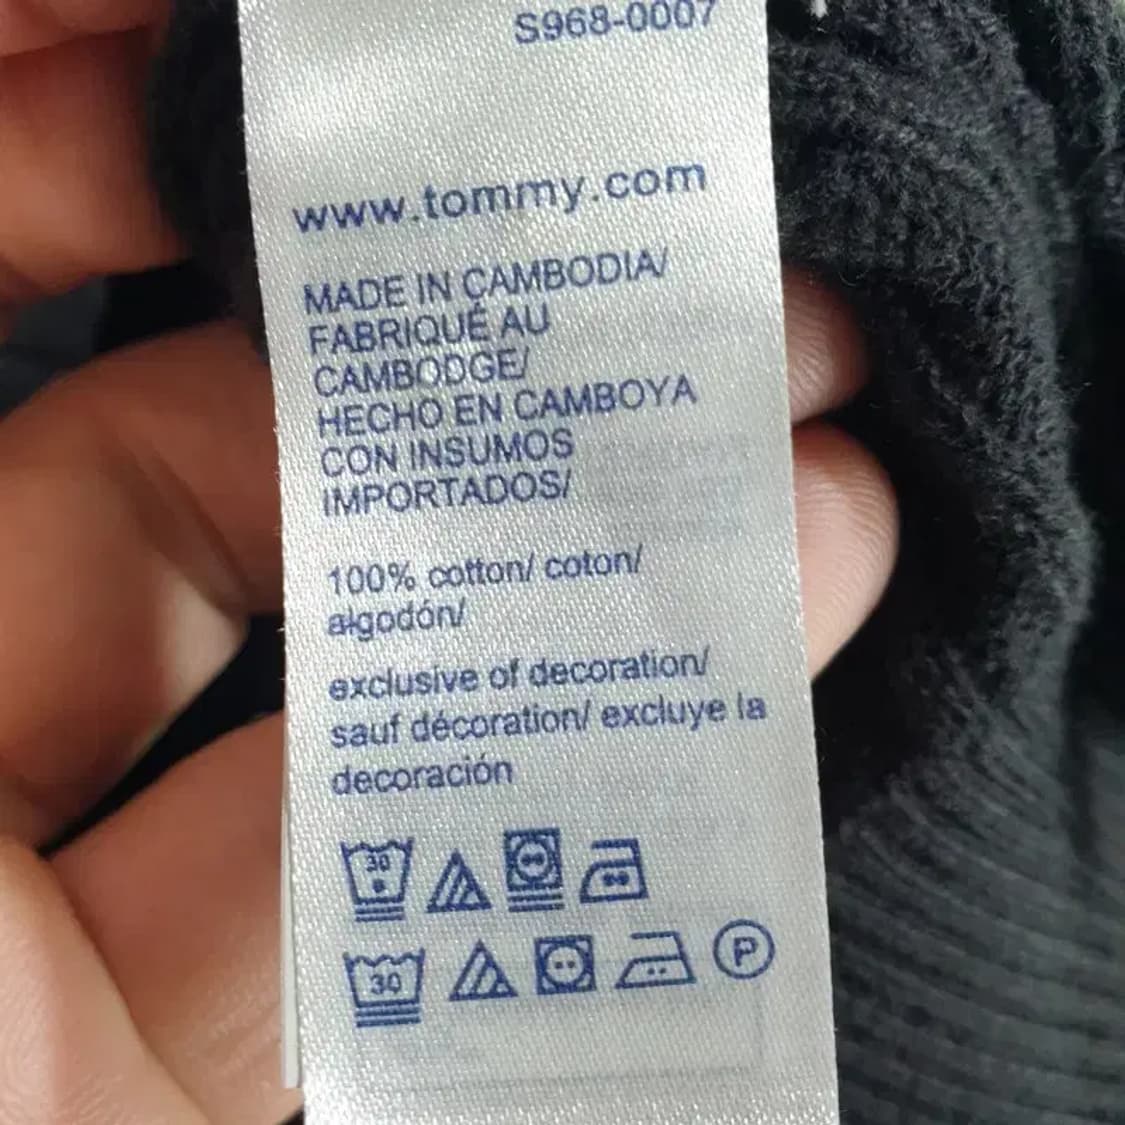 S968-0007
www.tommy.com
MADE IN CAMBODIA/
FABRIQUÉ AU
CAMBODGE/
HECHO EN CAMBOYA
CON INSUMOS
IMPORTADOS/
100% cotton/ coton/
algodón/
exclusive of decoration/
sauf décoration/ excluye la
decoración
30
30 P